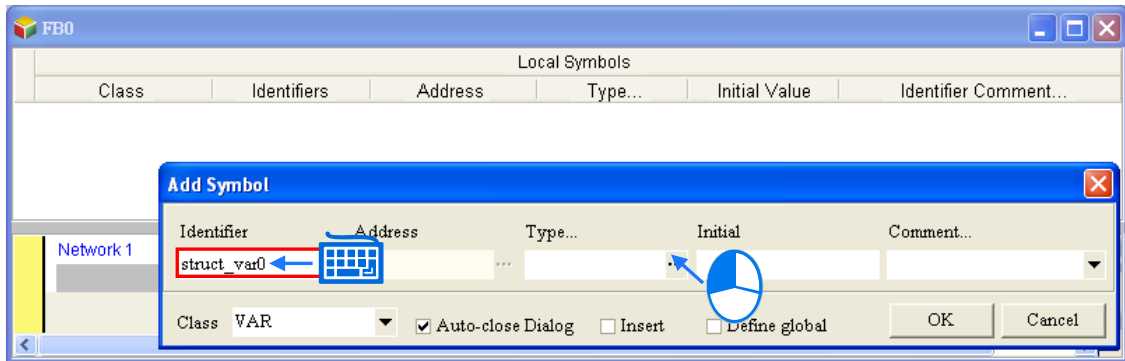 FB0
Local Symbols
Class Identifiers Address Type... Initial Value Identifier Comment...
Add Symbol
Identifier Address Type... Initial Comment...
Network 1
struct_var0 ...
Class VAR Auto-close Dialog Insert Define global OK Cancel